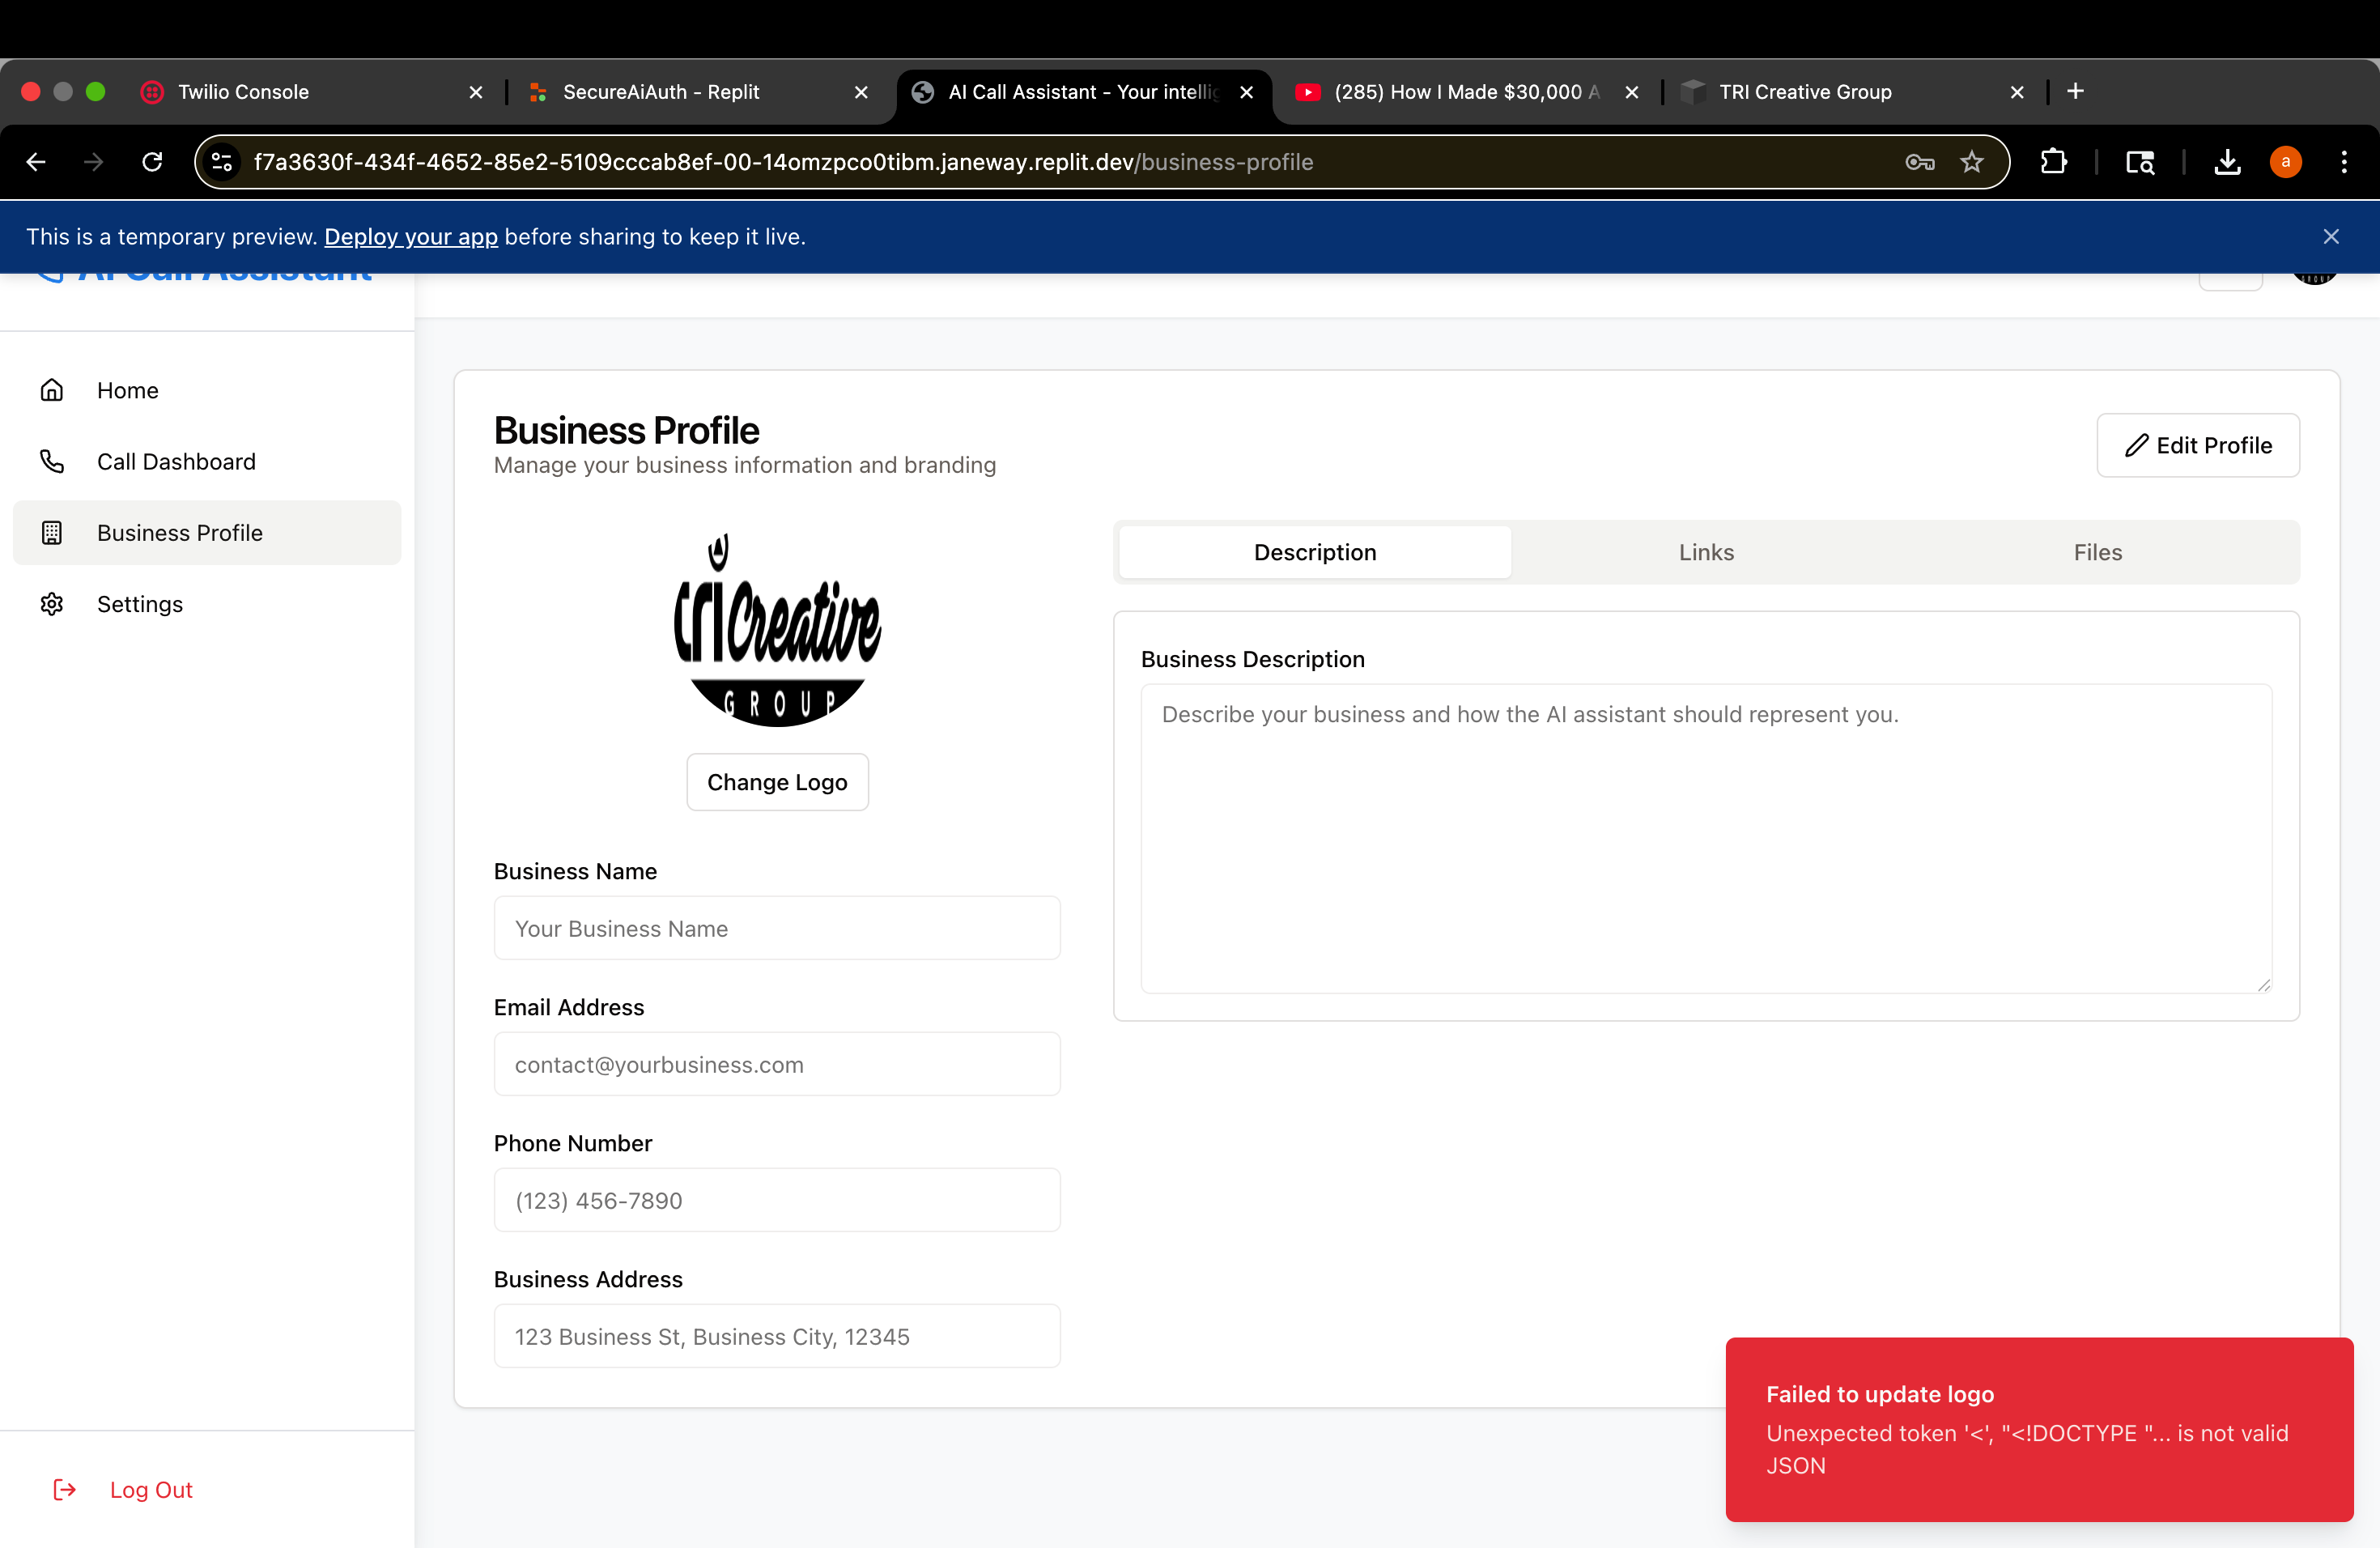 Twilio Console
SecureAiAuth - Replit
AI Call Assistant - Your intellig
(285) How I Made $30,000 A
TRI Creative Group
f7a3630f-434f-4652-85e2-5109cccab8ef-00-14omzpco0tibm.janeway.replit.dev/business-profile
a
This is a temporary preview. Deploy your app before sharing to keep it live.
AI Call Assistant
Home
Call Dashboard
Business Profile
Settings
Log Out
Business Profile
Manage your business information and branding
Edit Profile
TRI Creative
GROUP
Change Logo
Business Name
Your Business Name
Email Address
contact@yourbusiness.com
Phone Number
(123) 456-7890
Business Address
123 Business St, Business City, 12345
Description
Links
Files
Business Description
Describe your business and how the AI assistant should represent you.
Failed to update logo
Unexpected token '<', "<!DOCTYPE "... is not valid
JSON